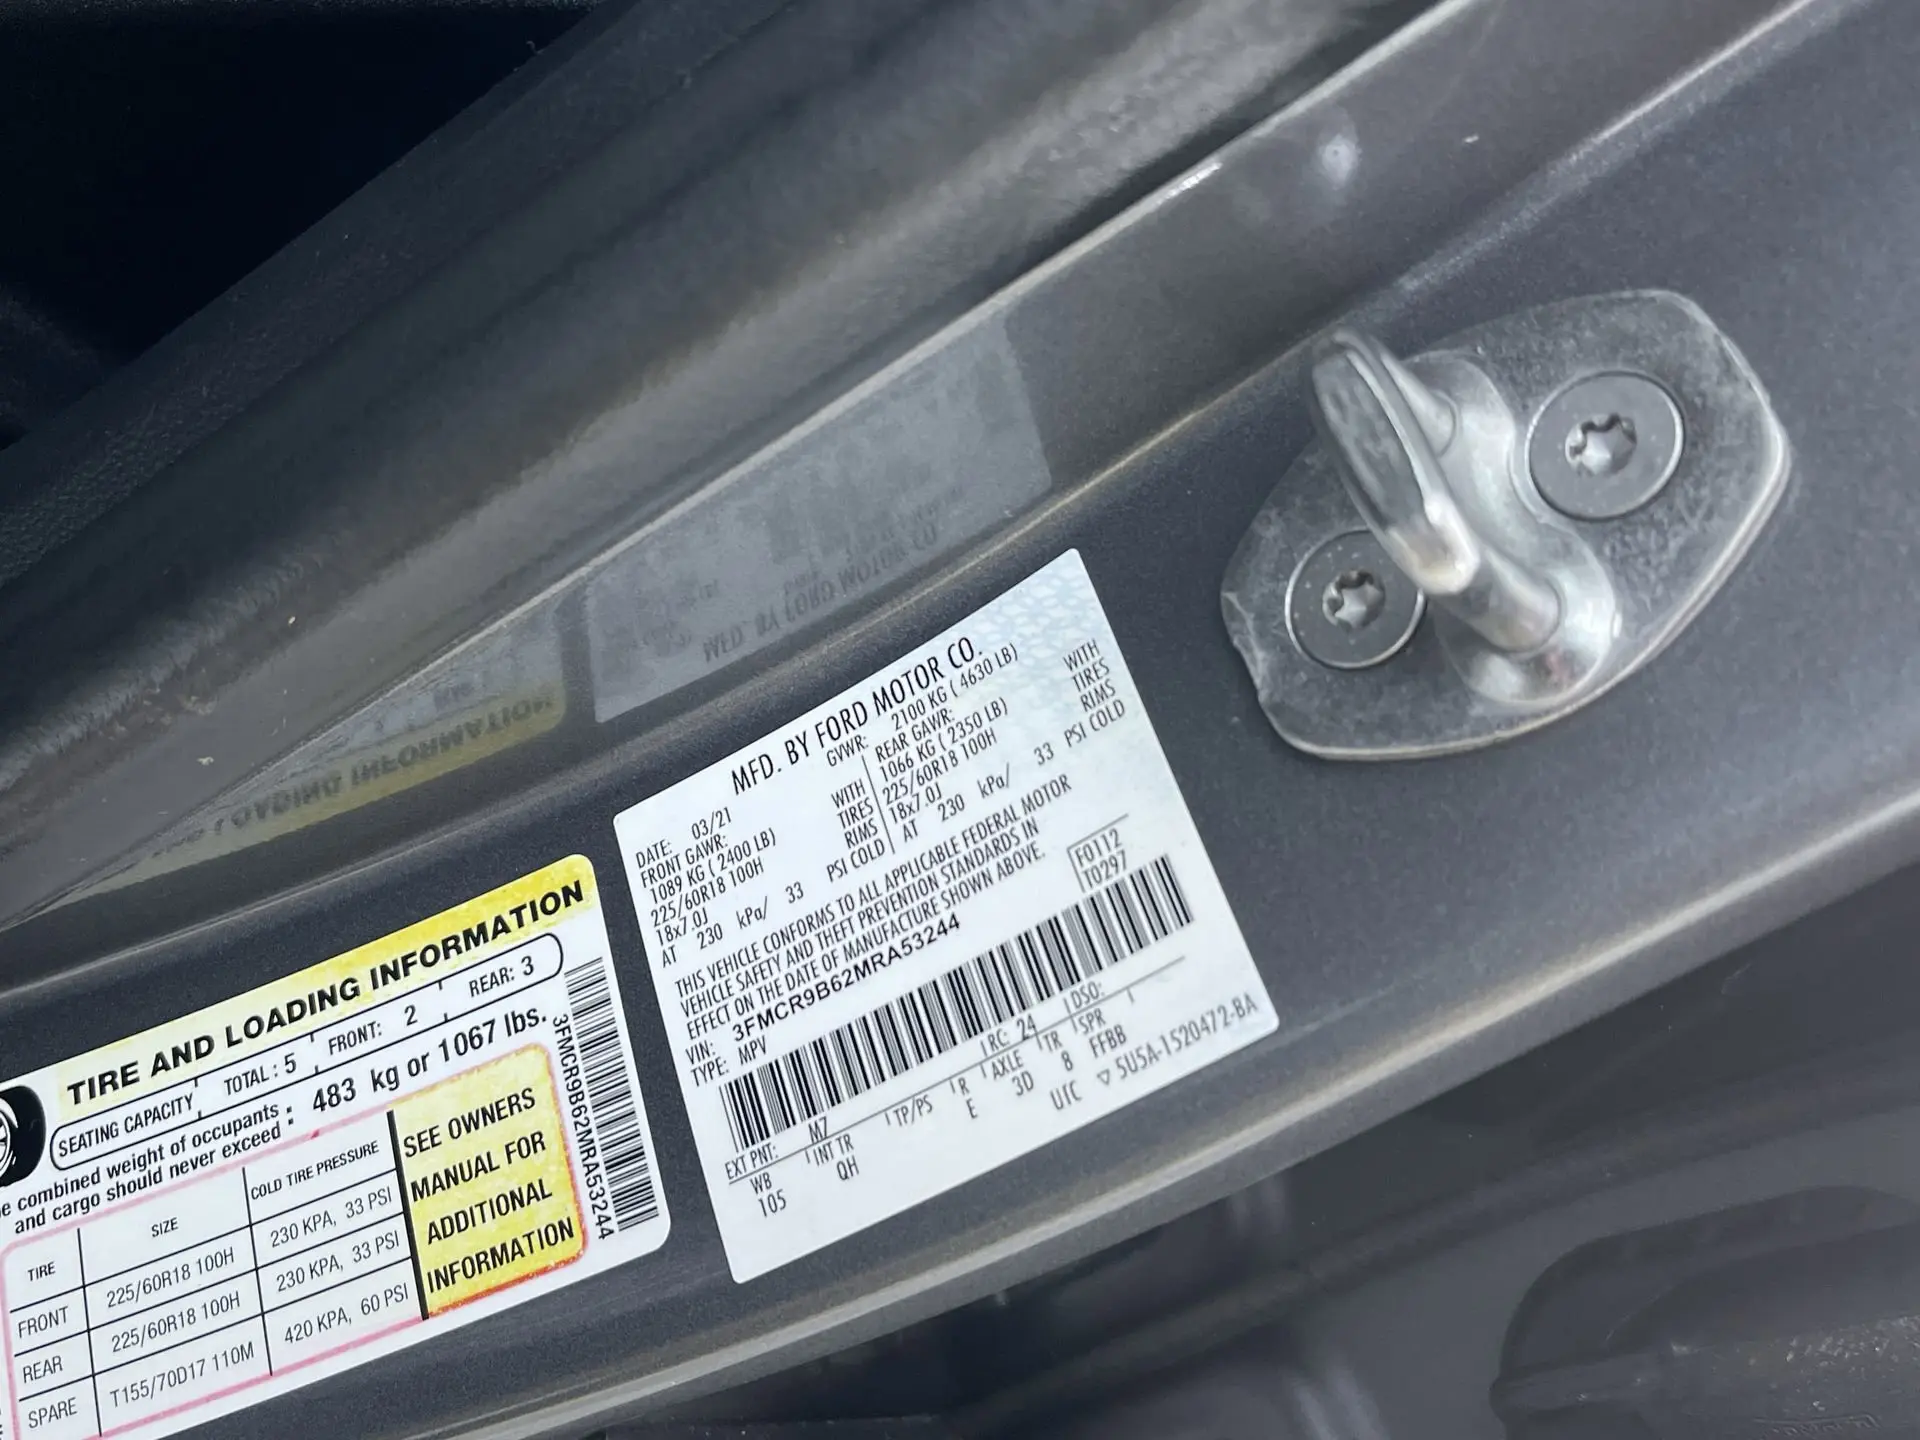 MFD. BY FORD MOTOR CO.
DATE: 03/21 GVWR: 2100 KG ( 4630 LB)
FRONT GAWR: REAR GAWR:
1089 KG ( 2400 LB) WITH 1066 KG ( 2350 LB) WITH
225/60R18 100H TIRES 225/60R18 100H TIRES
18x7.0J RIMS 18x7.0J RIMS
AT 230 kPa/ 33 PSI COLD AT 230 kPa/ 33 PSI COLD
THIS VEHICLE CONFORMS TO ALL APPLICABLE FEDERAL MOTOR
VEHICLE SAFETY AND THEFT PREVENTION STANDARDS IN
EFFECT ON THE DATE OF MANUFACTURE SHOWN ABOVE.
VIN: 3FMCR9B62MRA53244
TYPE: MPV
F0112
T0297
EXT PNT: M7 RC: 24 DSO:
WB INT TR TP/PS R AXLE TR SPR
105 QH E 3D 8 FFBB
UTC ▽ 5U5A-1520472-BA
TIRE AND LOADING INFORMATION
SEATING CAPACITY TOTAL : 5 FRONT: 2 REAR: 3
combined weight of occupants
and cargo should never exceed : 483 kg or 1067 lbs.
TIRE SIZE COLD TIRE PRESSURE
FRONT 225/60R18 100H 230 KPA, 33 PSI
REAR 225/60R18 100H 230 KPA, 33 PSI
SPARE T155/70D17 110M 420 KPA, 60 PSI
SEE OWNERS
MANUAL FOR
ADDITIONAL
INFORMATION
3FMCR9B62MRA53244